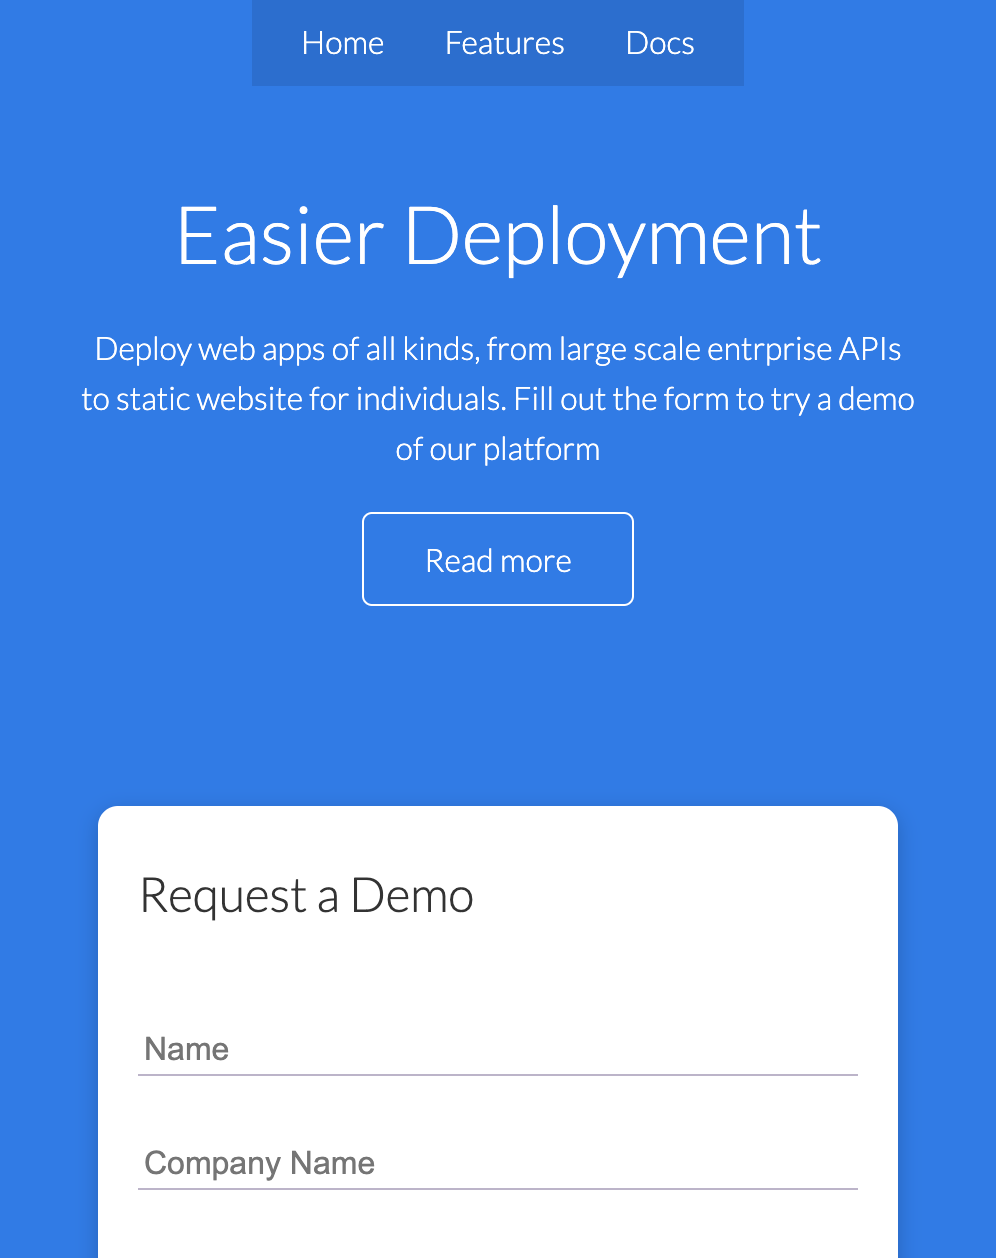 Home Features Docs
Easier Deployment
Deploy web apps of all kinds, from large scale entrprise APIs
to static website for individuals. Fill out the form to try a demo
of our platform
Read more
Request a Demo
Name
Company Name